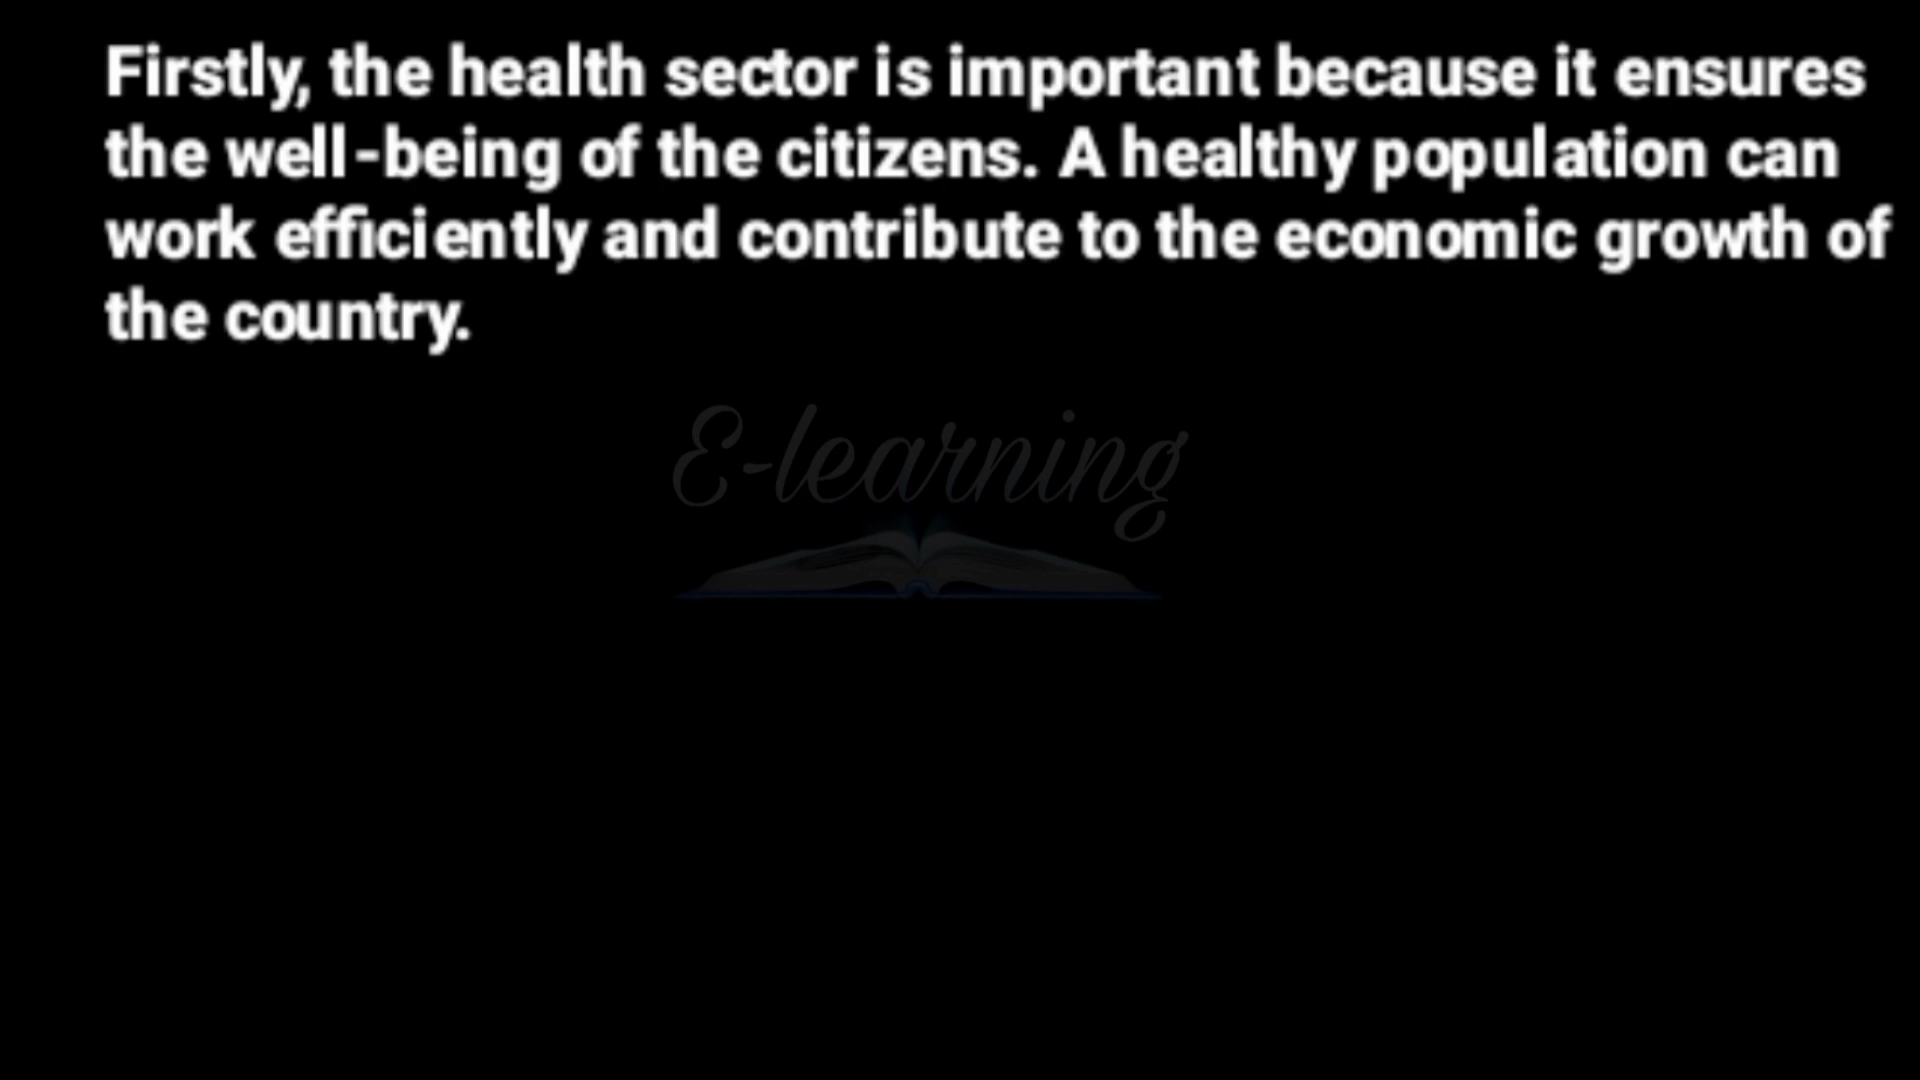 Firstly, the health sector is important because it ensures
the well-being of the citizens. A healthy population can
work efficiently and contribute to the economic growth of
the country.
E-learning